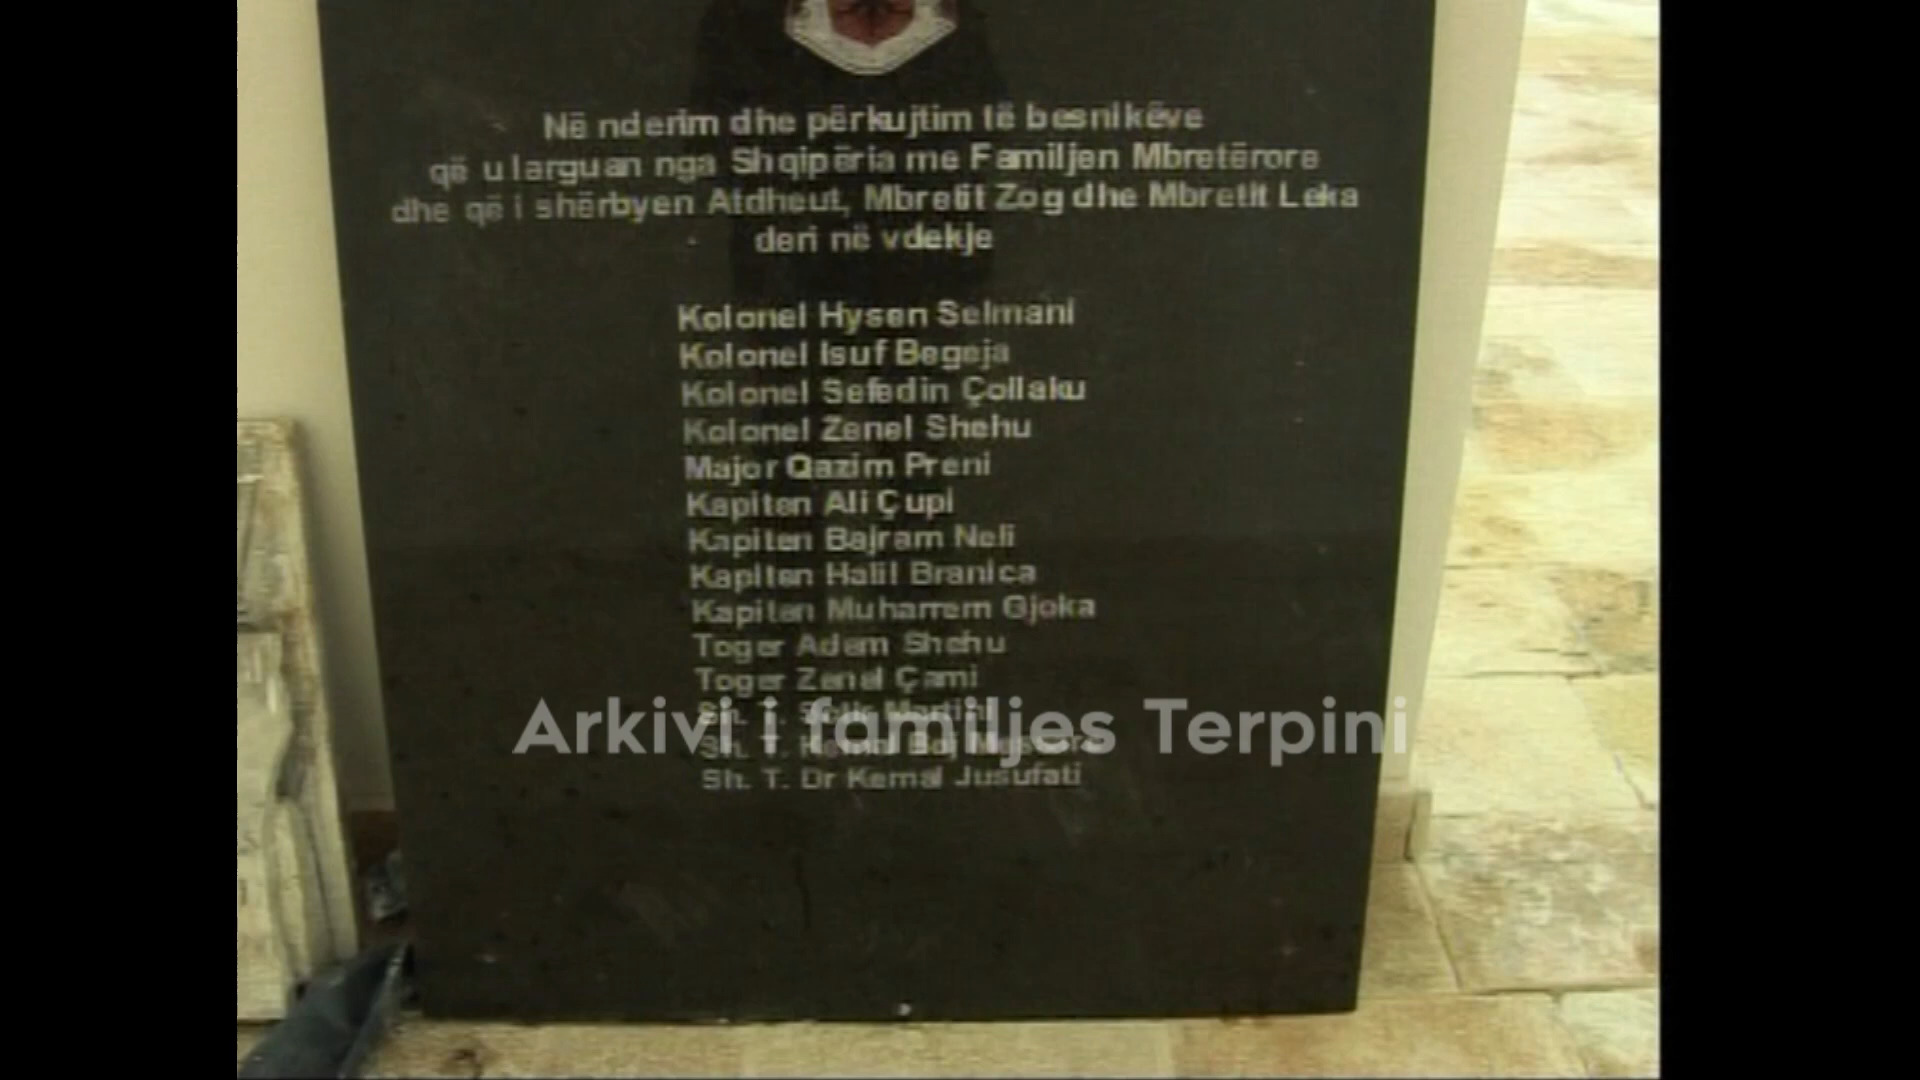 Në nderim dhe përkujtim të besnikëve
që u larguan nga Shqipëria me Familjen Mbretërore
dhe që i shërbyen Atdheut, Mbretit Zog dhe Mbretit Leka
deri në vdekje
Kolonel Hysen Selmani
Kolonel Isuf Begeja
Kolonel Sefedin Çollaku
Kolonel Zenel Shehu
Major Qazim Preni
Kapiten Ali Çupi
Kapiten Bajram Neli
Kapiten Halil Branica
Kapiten Muharrem Gjoka
Toger Adem Shehu
Toger Zenel Çami
Sh. T.
Arkivi i familjes Terpini
Sh. T. Kemal
Sh. T. Dr Kemal Jusufati